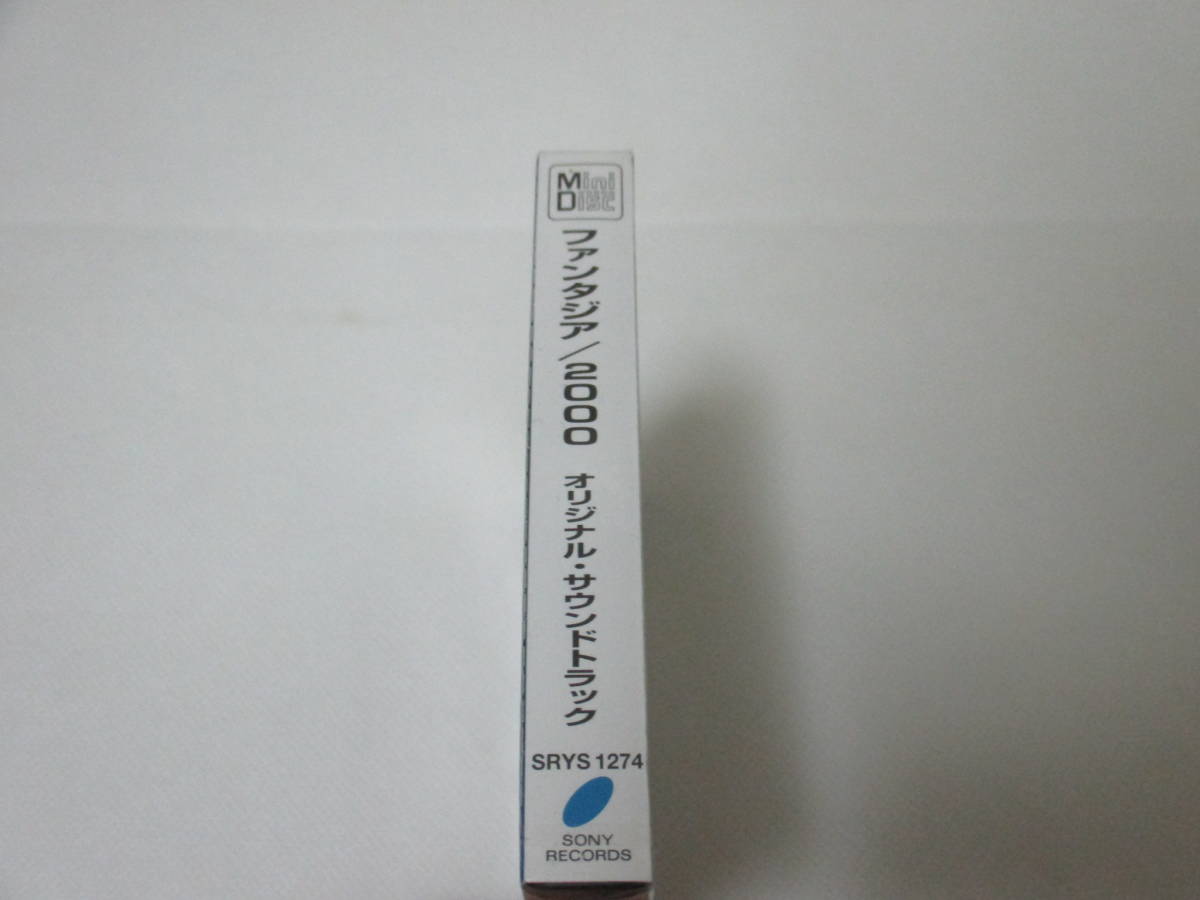 Mini
Disc
ファンタジア/2000
オリジナル・サウンドトラック
SRYS 1274
SONY
RECORDS